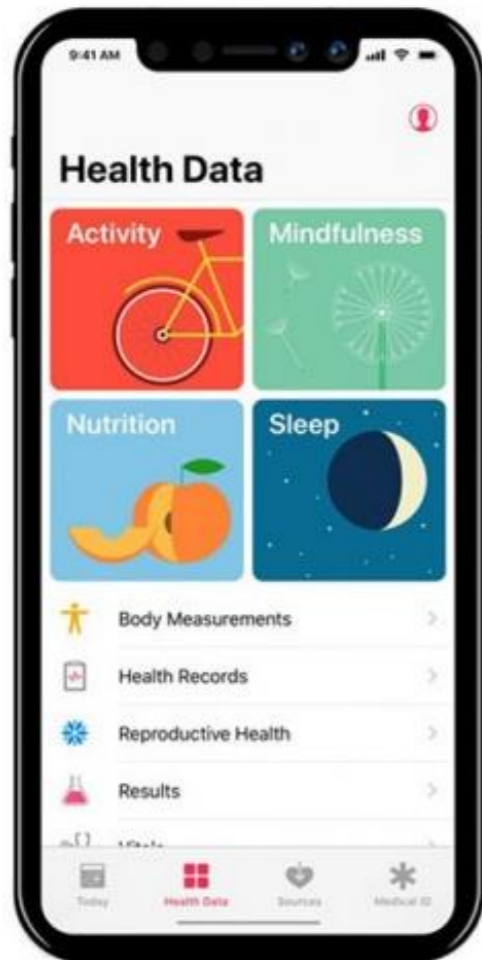 9:41 AM
Health Data
Activity
Mindfulness
Nutrition
Sleep
Body Measurements
Health Records
Reproductive Health
Results
Vitals
Today
Health Data
Sources
Medical ID